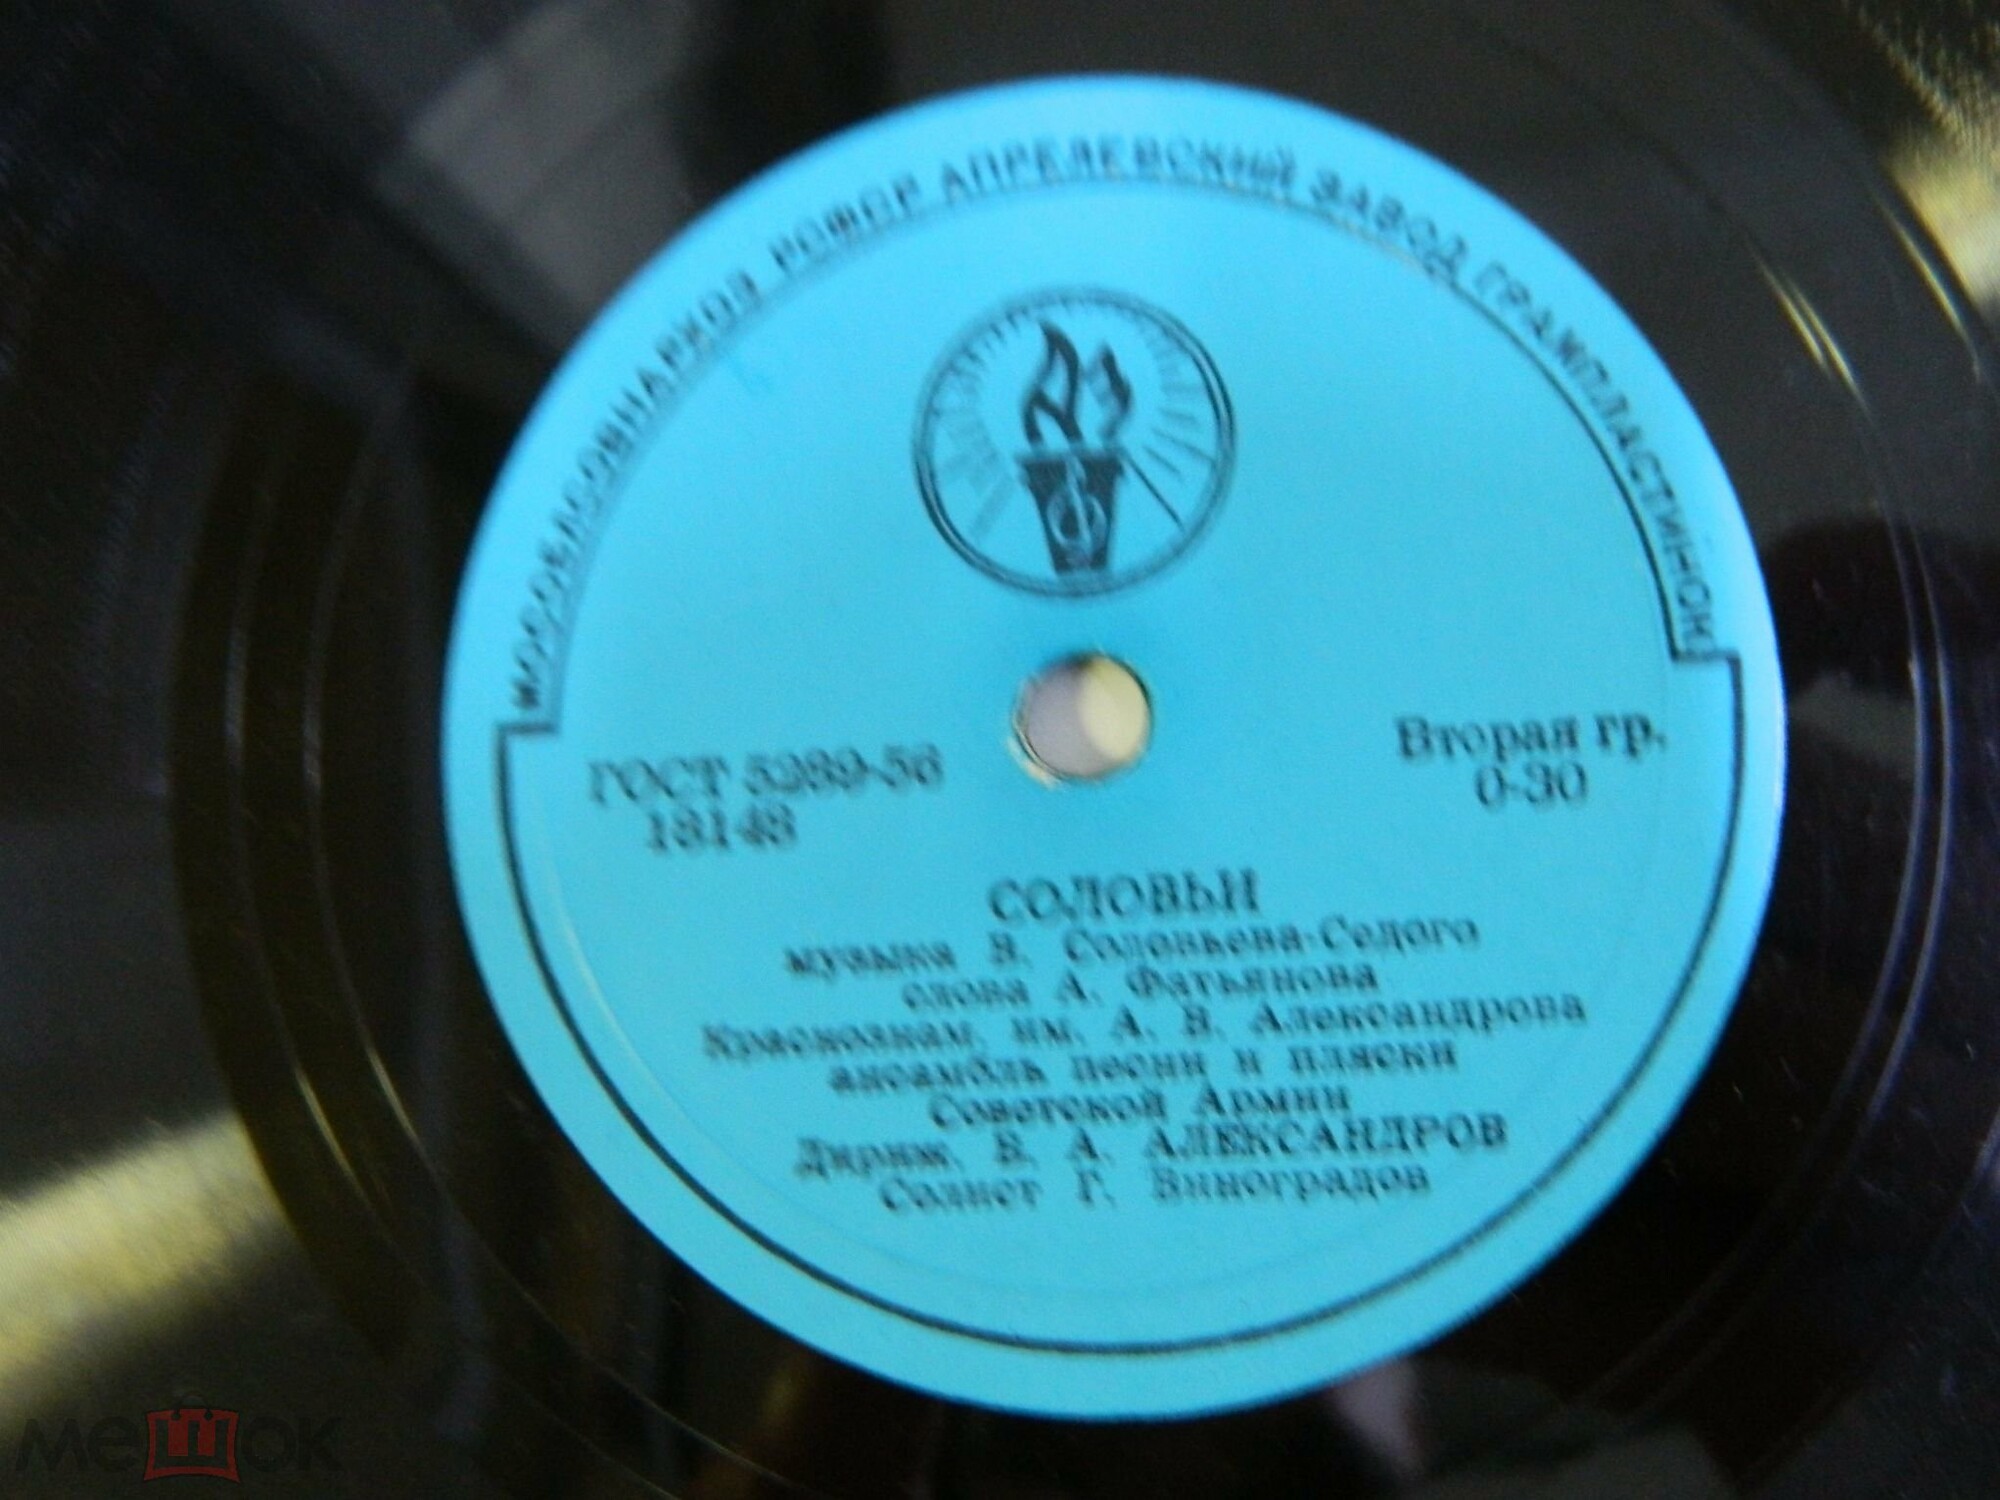 МОСОБЛСОВНАРХОЗ РСФСР АПРЕЛЕВСКИЙ ЗАВОД ГРАМПЛАСТИНОК
ГОСТ 5289-56
18148
Вторая гр.
0-30
СОЛОВЬИ
музыка В. Соловьева-Седого
слова А. Фатьянова
Краснознам. им. А. В. Александрова
ансамбль песни и пляски
Советской Армии
Дириж. Б. А. АЛЕКСАНДРОВ
Солист Г. Виноградов
мешок